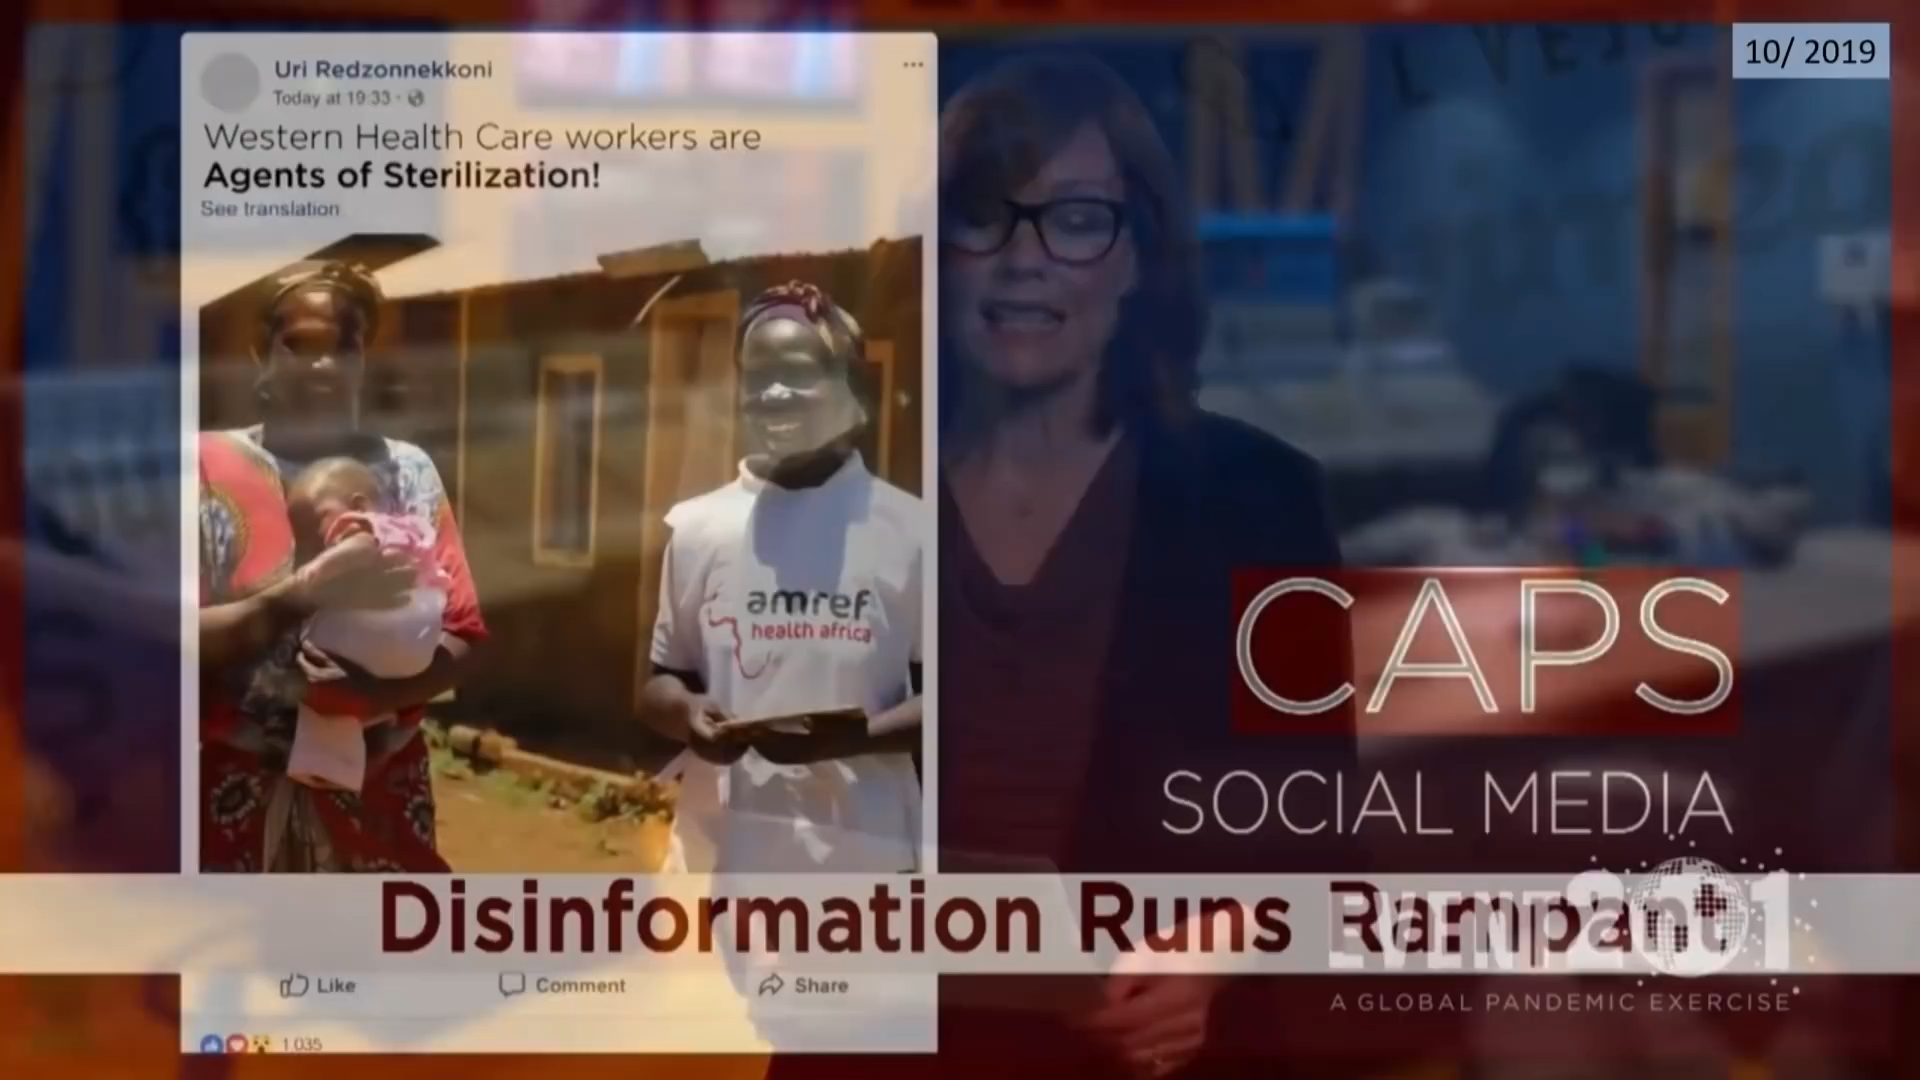 10/ 2019
Uri Redzonnekkoni
Today at 19:33
Western Health Care workers are
Agents of Sterilization!
See translation
amref
health africa
CAPS
SOCIAL MEDIA
Disinformation Runs Rampant
EVENT 201
A GLOBAL PANDEMIC EXERCISE
Like Comment Share
1 035